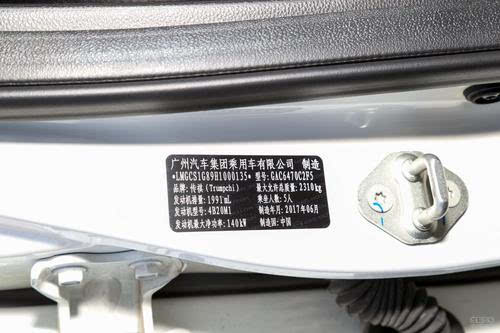 广州汽车集团乘用车有限公司 制造
*LMGCS1G89H1000135* 型号: GAC6470C2F5
品牌: 传祺 (Trumpchi) 最大允许总质量: 2310kg
发动机排量: 1991mL 乘坐人数: 5人
发动机型号: 4B20M1 制造年月: 2017年06月
发动机最大净功率: 140kW 制造国: 中国